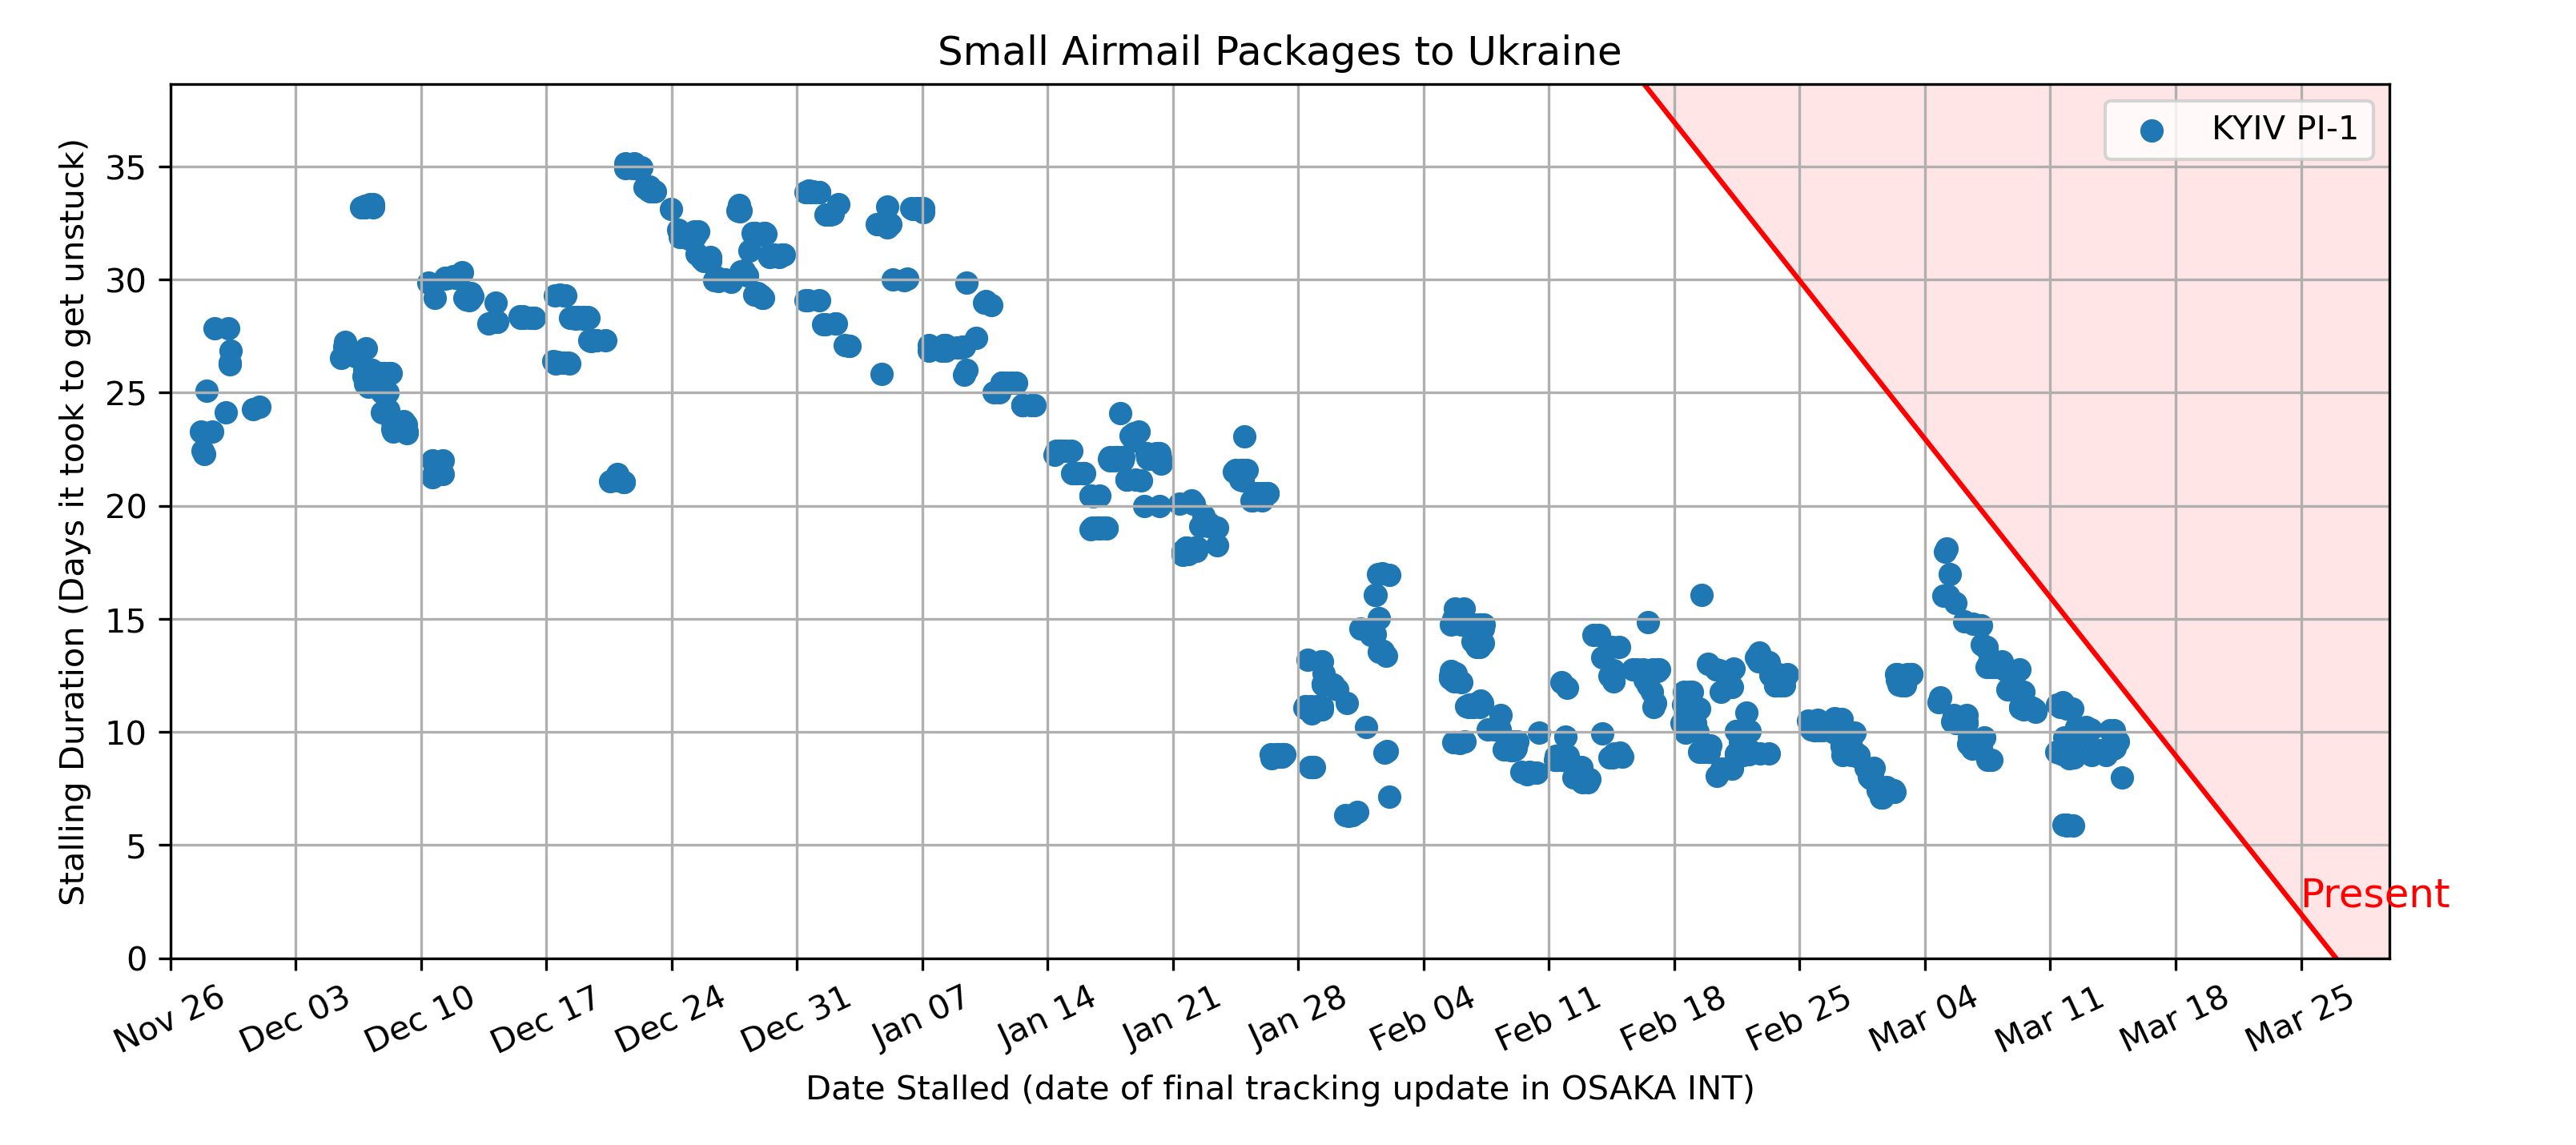 Small Airmail Packages to Ukraine
KYIV PI-1
Stalling Duration (Days it took to get unstuck)
35
30
25
20
15
10
5
0
Present
Nov 26
Dec 03
Dec 10
Dec 17
Dec 24
Dec 31
Jan 07
Jan 14
Jan 21
Jan 28
Feb 04
Feb 11
Feb 18
Feb 25
Mar 04
Mar 11
Mar 18
Mar 25
Date Stalled (date of final tracking update in OSAKA INT)